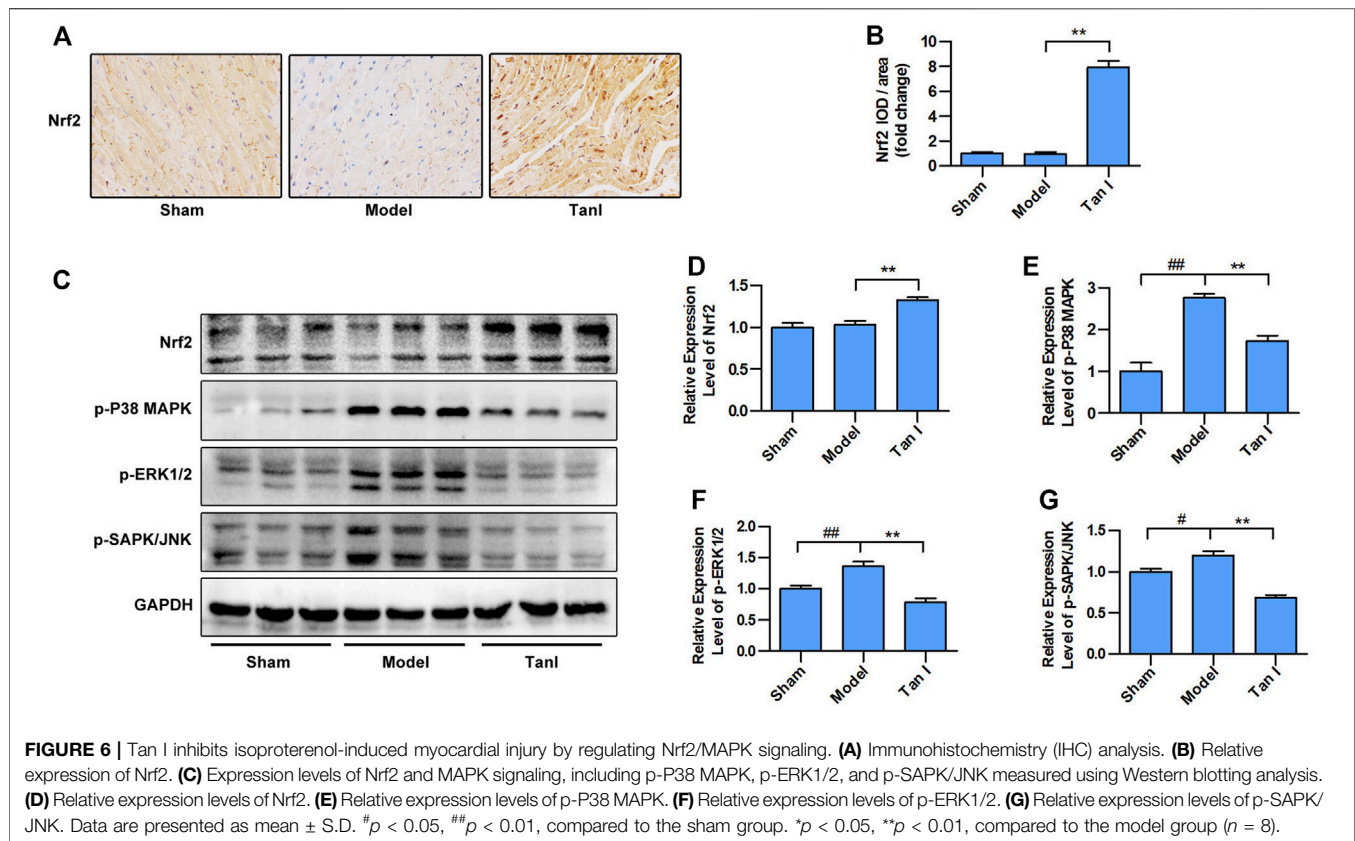 A
Nrf2
Sham
Model
TanI
B
**
Nrf2 IOD / area
(fold change)
10
8
6
4
2
0
Sham
Model
Tan I
C
Nrf2
p-P38 MAPK
p-ERK1/2
p-SAPK/JNK
GAPDH
Sham
Model
TanI
D
**
Relative Expression
Level of Nrf2
1.5
1.0
0.5
0.0
Sham
Model
Tan I
E
##
**
Relative Expression
Level of p-P38 MAPK
3
2
1
0
Sham
Model
Tan I
F
##
**
Relative Expression
Level of p-ERK1/2
2.0
1.5
1.0
0.5
0.0
Sham
Model
Tan I
G
#
**
Relative Expression
Level of p-SAPK/JNK
1.5
1.0
0.5
0.0
Sham
Model
Tan I
FIGURE 6 | Tan I inhibits isoproterenol-induced myocardial injury by regulating Nrf2/MAPK signaling. (A) Immunohistochemistry (IHC) analysis. (B) Relative
expression of Nrf2. (C) Expression levels of Nrf2 and MAPK signaling, including p-P38 MAPK, p-ERK1/2, and p-SAPK/JNK measured using Western blotting analysis.
(D) Relative expression levels of Nrf2. (E) Relative expression levels of p-P38 MAPK. (F) Relative expression levels of p-ERK1/2. (G) Relative expression levels of p-SAPK/
JNK. Data are presented as mean ± S.D. #p < 0.05, ##p < 0.01, compared to the sham group. *p < 0.05, **p < 0.01, compared to the model group (n = 8).